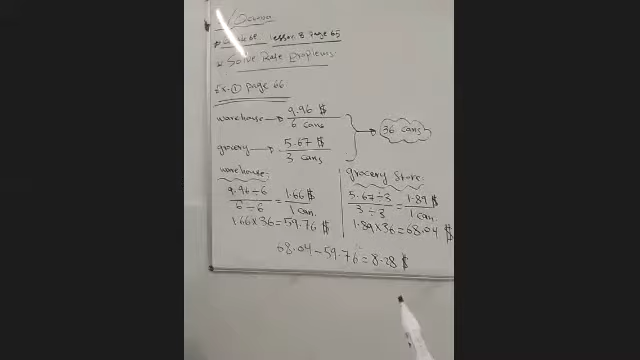 lesson 8 page 65
* Solve Rate Problems.
Ex. ① page 66
warehouse → 9.96 $ / 6 cans
36 cans
grocery → 5.67 $ / 3 cans
warehouse:
9.96 ÷ 6 / 6 ÷ 6 = 1.66 $ / 1 can.
1.66 x 36 = 59.76 $
grocery store:
5.67 ÷ 3 / 3 ÷ 3 = 1.89 $ / 1 can.
1.89 x 36 = 68.04 $
68.04 - 59.76 = 8.28 $